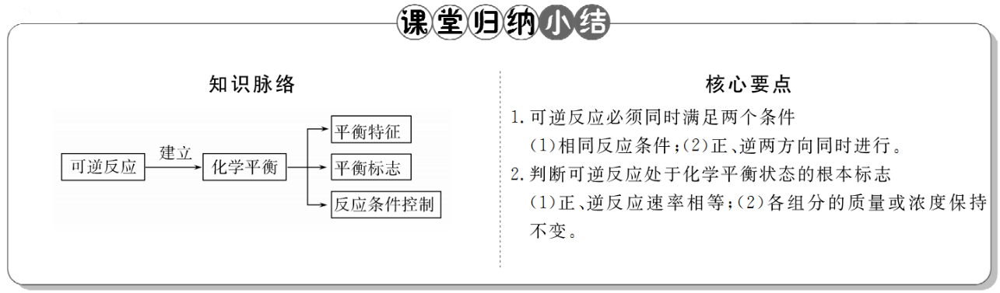 课堂归纳小结
知识脉络
可逆反应
建立
化学平衡
平衡特征
平衡标志
反应条件控制
核心要点
1.可逆反应必须同时满足两个条件
(1)相同反应条件;(2)正、逆两方向同时进行。
2.判断可逆反应处于化学平衡状态的根本标志
(1)正、逆反应速率相等;(2)各组分的质量或浓度保持
不变。